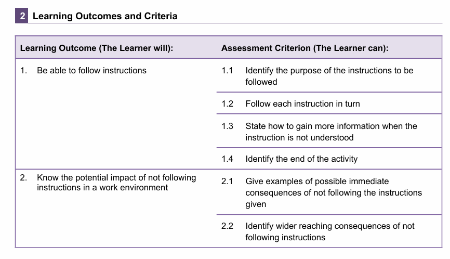 2 Learning Outcomes and Criteria
Learning Outcome (The Learner will): Assessment Criterion (The Learner can):
1. Be able to follow instructions
1.1 Identify the purpose of the instructions to be
followed
1.2 Follow each instruction in turn
1.3 State how to gain more information when the
instruction is not understood
1.4 Identify the end of the activity
2. Know the potential impact of not following
instructions in a work environment
2.1 Give examples of possible immediate
consequences of not following the instructions
given
2.2 Identify wider reaching consequences of not
following instructions